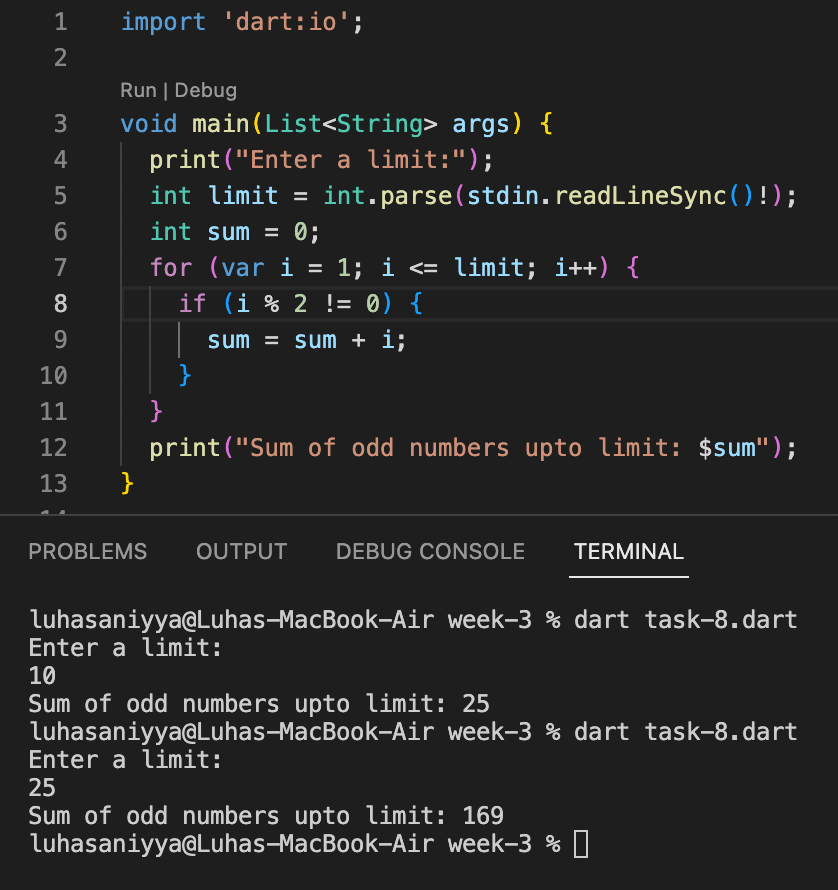 1 import 'dart:io';
2
Run | Debug
3 void main(List<String> args) {
4   print("Enter a limit:");
5   int limit = int.parse(stdin.readLineSync()!);
6   int sum = 0;
7   for (var i = 1; i <= limit; i++) {
8     if (i % 2 != 0) {
9       sum = sum + i;
10     }
11   }
12   print("Sum of odd numbers upto limit: $sum");
13 }
PROBLEMS OUTPUT DEBUG CONSOLE TERMINAL
luhasaniyya@Luhas-MacBook-Air week-3 % dart task-8.dart
Enter a limit:
10
Sum of odd numbers upto limit: 25
luhasaniyya@Luhas-MacBook-Air week-3 % dart task-8.dart
Enter a limit:
25
Sum of odd numbers upto limit: 169
luhasaniyya@Luhas-MacBook-Air week-3 %